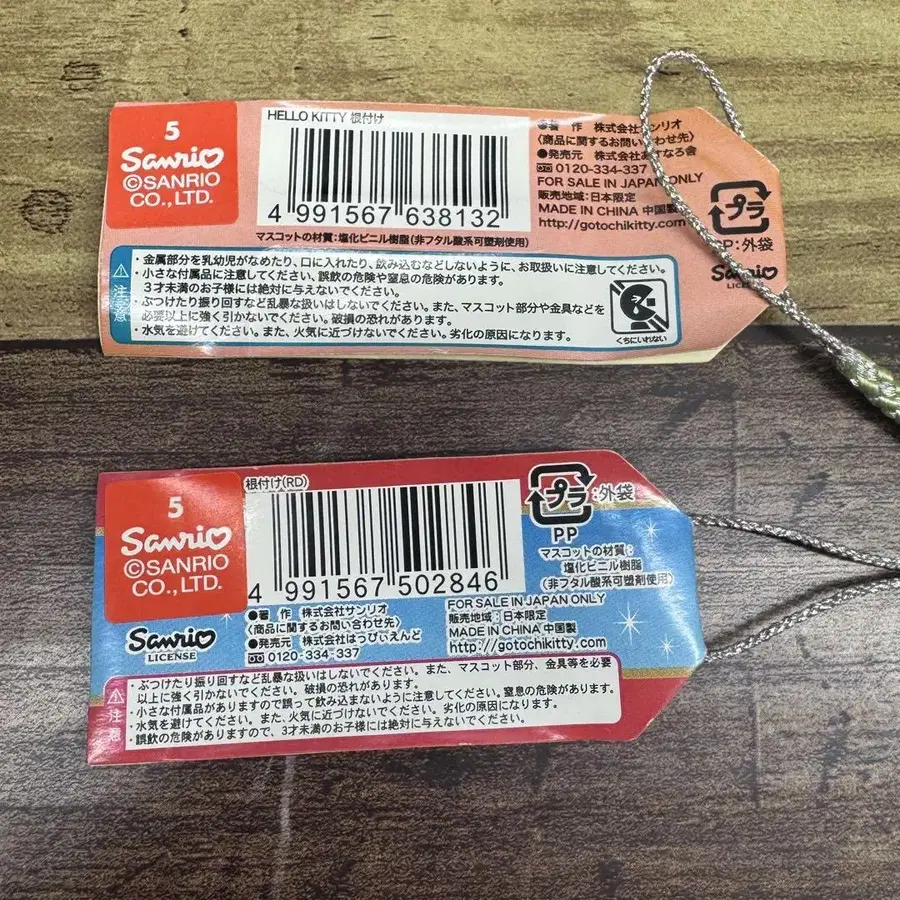 5
Sanrio
©SANRIO
CO.,LTD.
HELLO KITTY 根付け
4 991567 638132
マスコットの材質:塩化ビニル樹脂(非フタル酸系可塑剤使用)
●著 作 株式会社サンリオ
〈商品に関するお問い合わせ先〉
●発売元 株式会社あすなろ舎
0120-334-337
FOR SALE IN JAPAN ONLY
販売地域:日本限定
MADE IN CHINA 中国製
http://gotochikitty.com
プラ
PP:外袋
Sanrio
LICENSE
注意
・金属部分を乳幼児がなめたり、口に入れたり、飲み込むなどしないように、お取扱いに注意してください。
・小さな付属品に注意してください、誤飲の危険や窒息の危険があります。
3才未満のお子様には絶対に与えないでください。
・ぶつけたり振り回すなど乱暴な扱いはしないでください。また、マスコット部分や金具などを
必要以上に強く引かないでください。破損の恐れがあります。
・水気を避けてください。また、火気に近づけないでください。劣化の原因になります。
くちにいれない
5
Sanrio
©SANRIO
CO., LTD.
根付け(RD)
4 991567 502846
プラ
:外袋
PP
マスコットの材質:
塩化ビニル樹脂
(非フタル酸系可塑剤使用)
Sanrio
LICENSE
●著 作 株式会社サンリオ
〈商品に関するお問い合わせ先〉
●発売元 株式会社はっぴいえんど
0120-334-337
FOR SALE IN JAPAN ONLY
販売地域:日本限定
MADE IN CHINA 中国製
http://gotochikitty.com
注意
・ぶつけたり振り回すなど乱暴な扱いはしないでください。また、マスコット部分、金具等を必要
以上に強く引かないでください。破損の恐れがあります。
・小さな付属品がありますので誤って飲み込まないように注意してください。窒息の危険があります。
・水気を避けてください。また、火気に近づけないでください。劣化の原因になります。
・誤飲の危険がありますので、3才未満のお子様には絶対に与えないでください。